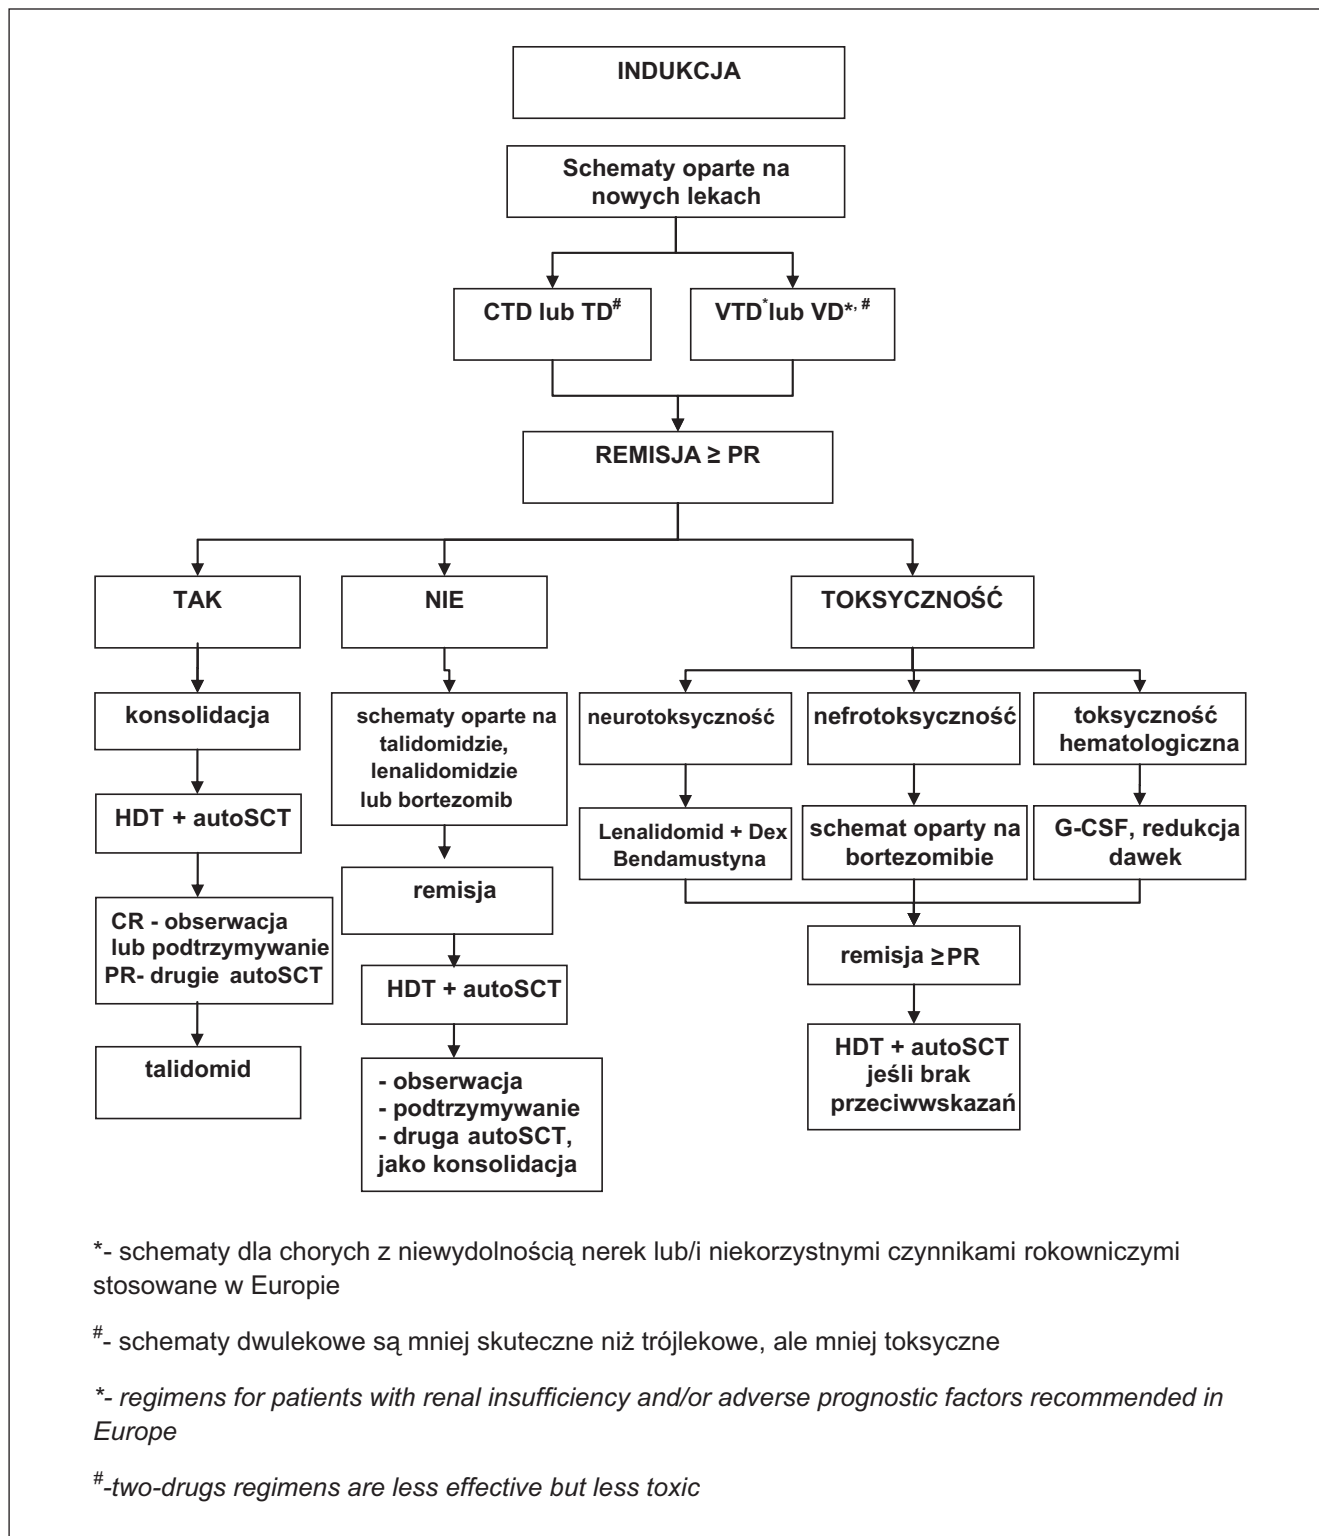 INDUKCJA
Schematy oparte na
nowych lekach
CTD lub TD#
VTD* lub VD*, #
REMISJA ≥ PR
TAK
NIE
TOKSYCZNOŚĆ
konsolidacja
schematy oparte na
talidomidzie,
lenalidomidzie
lub bortezomib
neurotoksyczność
nefrotoksyczność
toksyczność
hematologiczna
HDT + autoSCT
remisja
Lenalidomid + Dex
Bendamustyna
schemat oparty na
bortezomibie
G-CSF, redukcja
dawek
CR - obserwacja
lub podtrzymywanie
PR- drugie autoSCT
HDT + autoSCT
remisja ≥PR
talidomid
- obserwacja
- podtrzymywanie
- druga autoSCT,
jako konsolidacja
HDT + autoSCT
jeśli brak
przeciwwskazań
*- schematy dla chorych z niewydolnością nerek lub/i niekorzystnymi czynnikami rokowniczymi
stosowane w Europie
#- schematy dwulekowe są mniej skuteczne niż trójlekowe, ale mniej toksyczne
*- regimens for patients with renal insufficiency and/or adverse prognostic factors recommended in
Europe
#-two-drugs regimens are less effective but less toxic